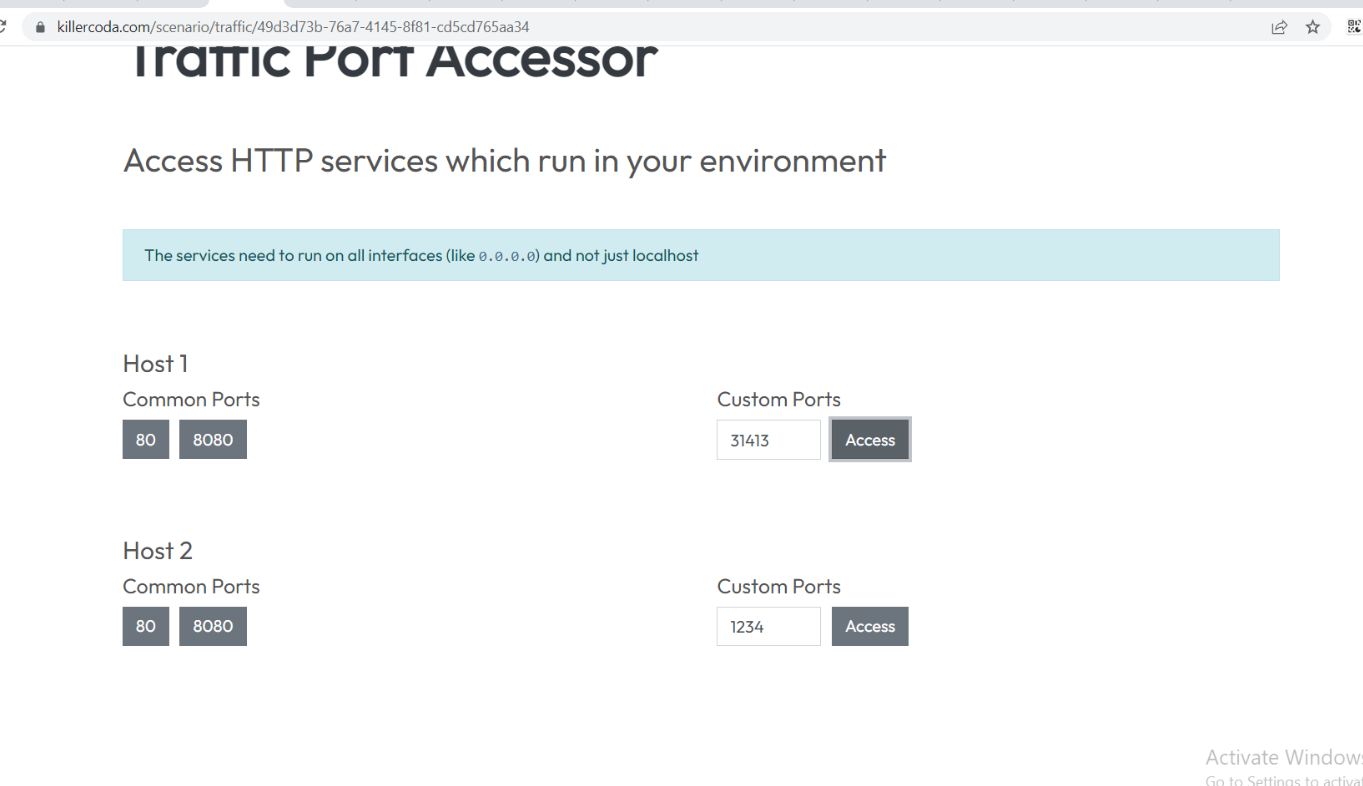 killercoda.com/scenario/traffic/49d3d73b-76a7-4145-8f81-cd5cd765aa34
Traffic Port Accessor
Access HTTP services which run in your environment
The services need to run on all interfaces (like 0.0.0.0) and not just localhost
Host 1
Common Ports
80 8080
Custom Ports
31413 Access
Host 2
Common Ports
80 8080
Custom Ports
1234 Access
Activate Windows
Go to Settings to activat